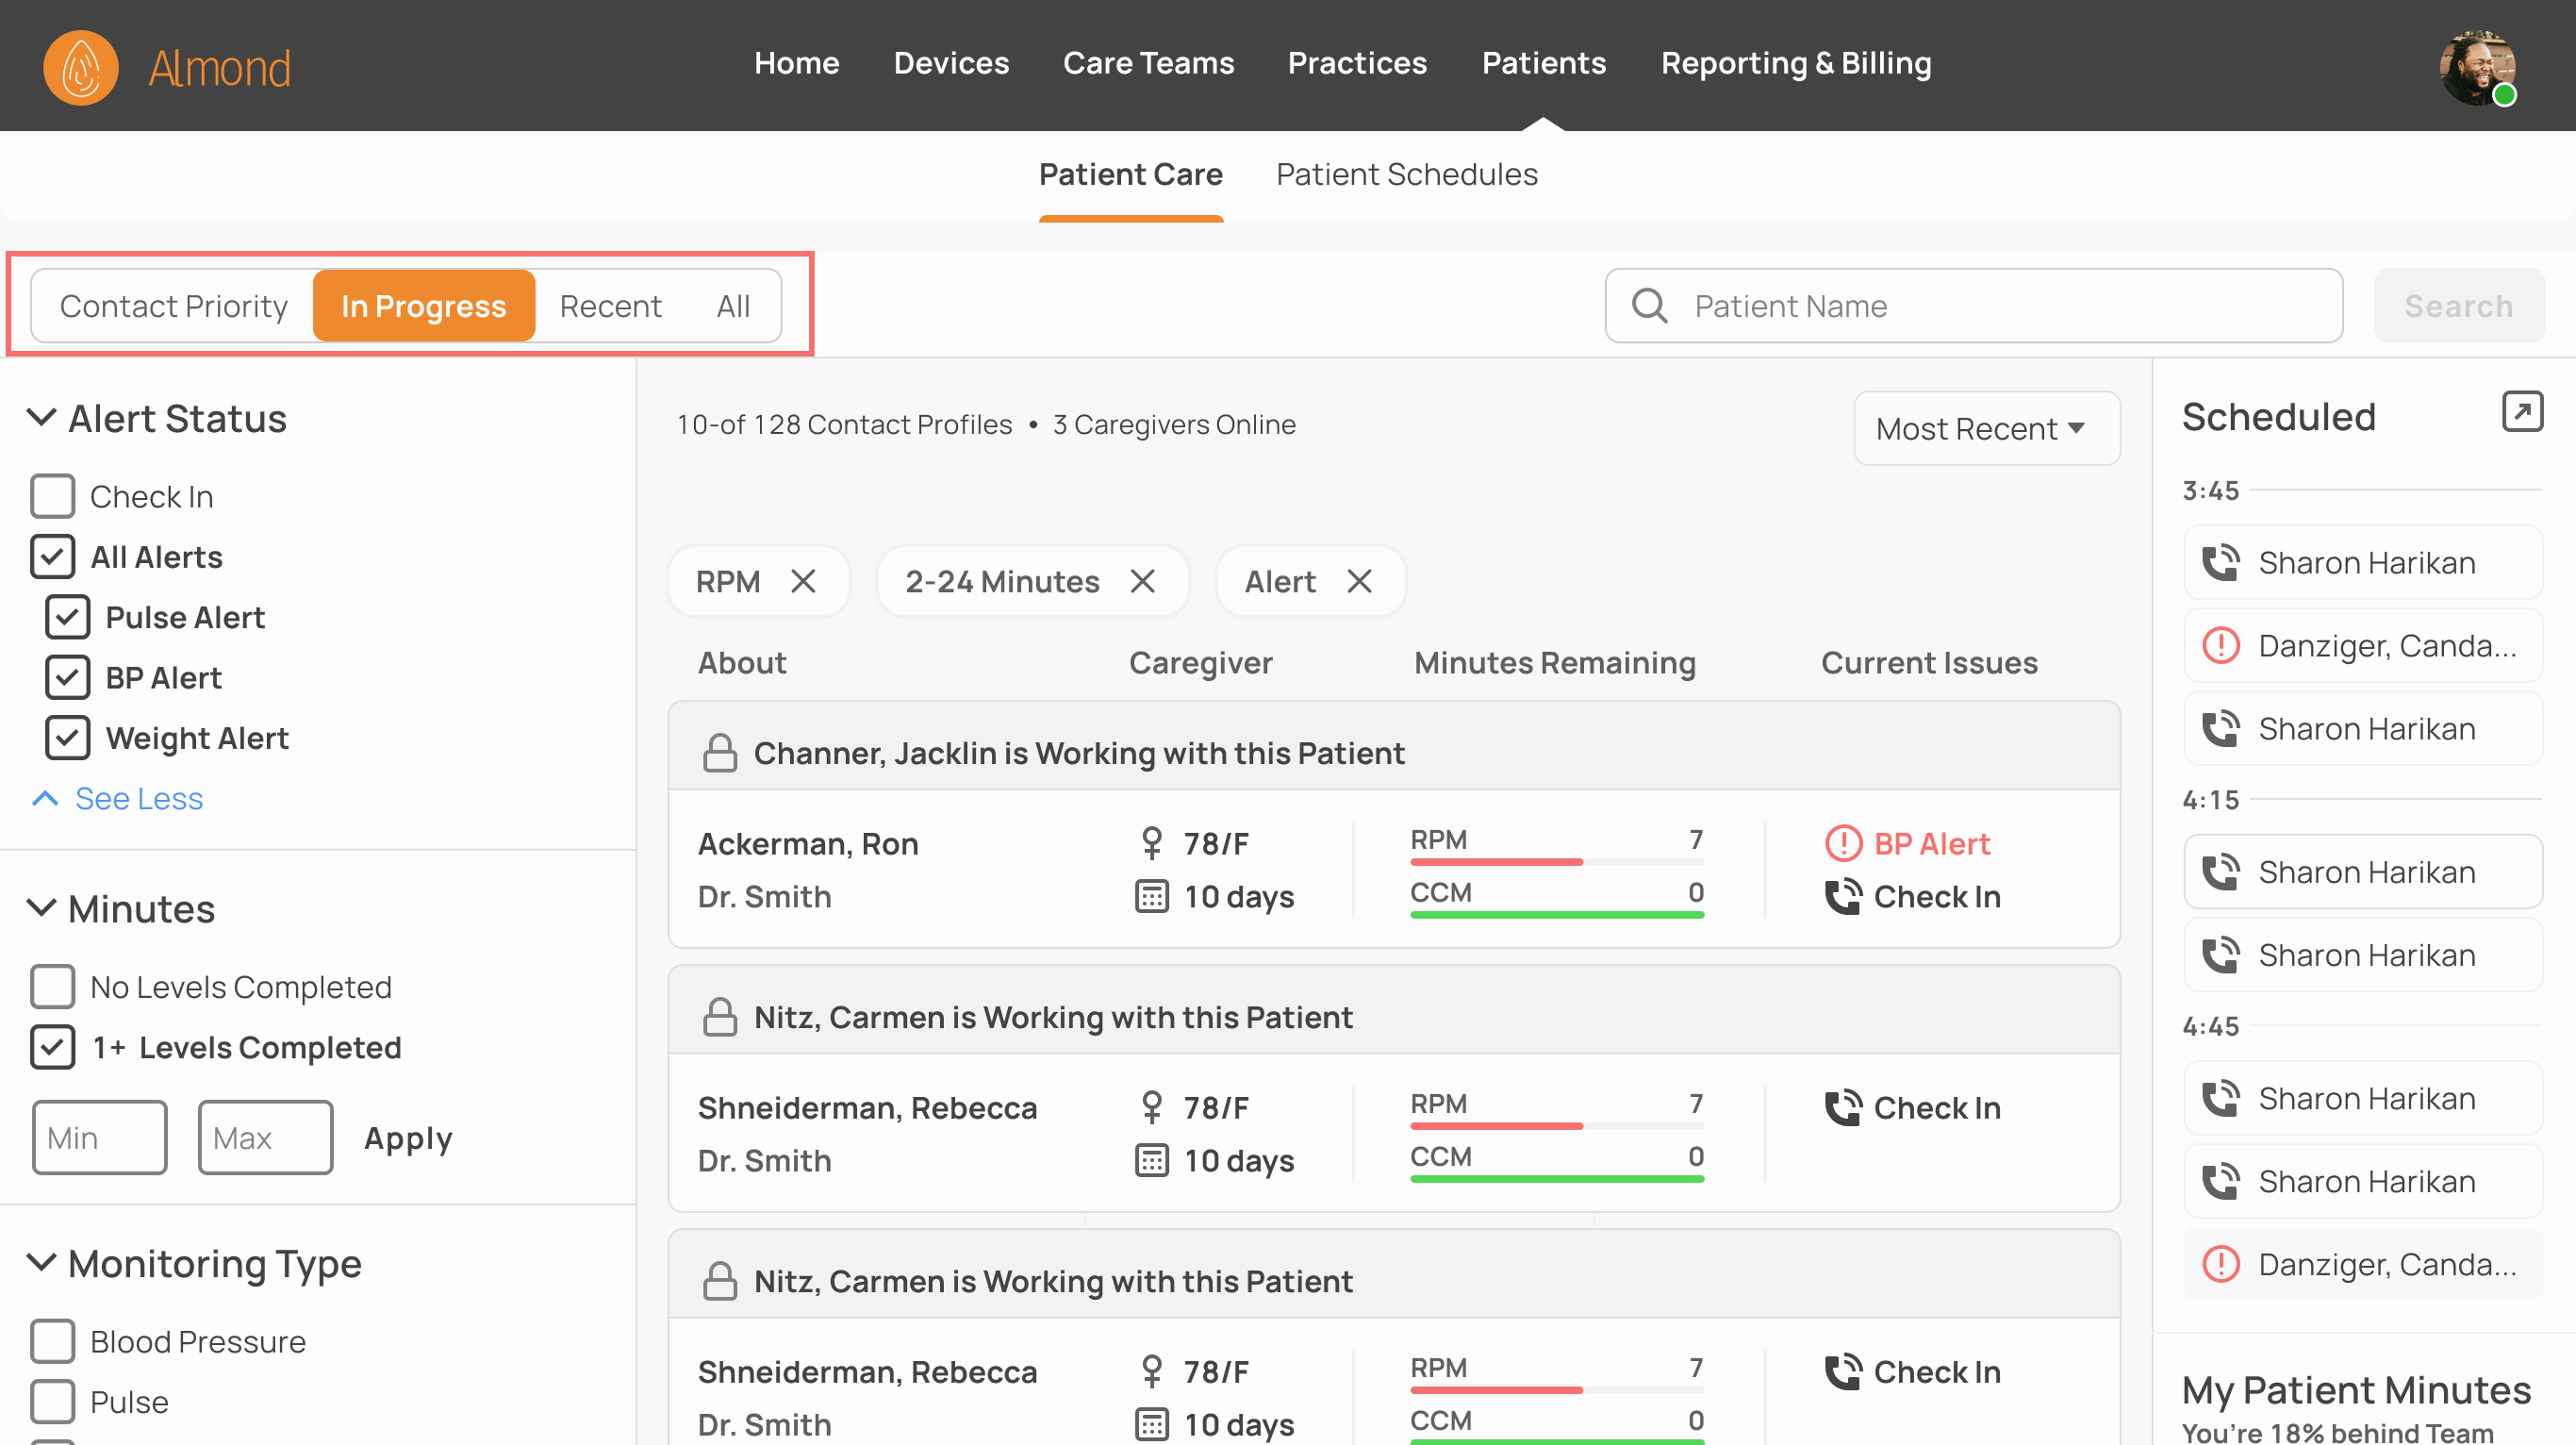 Almond
Home Devices Care Teams Practices Patients Reporting & Billing
Patient Care Patient Schedules
Contact Priority In Progress Recent All
Patient Name
Search
Alert Status
Check In
All Alerts
Pulse Alert
BP Alert
Weight Alert
See Less
Minutes
No Levels Completed
1+ Levels Completed
Min Max Apply
Monitoring Type
Blood Pressure
Pulse
10-of 128 Contact Profiles • 3 Caregivers Online
Most Recent
RPM 2-24 Minutes Alert
About Caregiver Minutes Remaining Current Issues
Channer, Jacklin is Working with this Patient
Ackerman, Ron 78/F RPM 7 BP Alert
Dr. Smith 10 days CCM 0 Check In
Nitz, Carmen is Working with this Patient
Shneiderman, Rebecca 78/F RPM 7 Check In
Dr. Smith 10 days CCM 0
Nitz, Carmen is Working with this Patient
Shneiderman, Rebecca 78/F RPM 7 Check In
Dr. Smith 10 days CCM 0
Scheduled
3:45
Sharon Harikan
Danziger, Canda...
Sharon Harikan
4:15
Sharon Harikan
Sharon Harikan
4:45
Sharon Harikan
Sharon Harikan
Danziger, Canda...
My Patient Minutes
You’re 18% behind Team